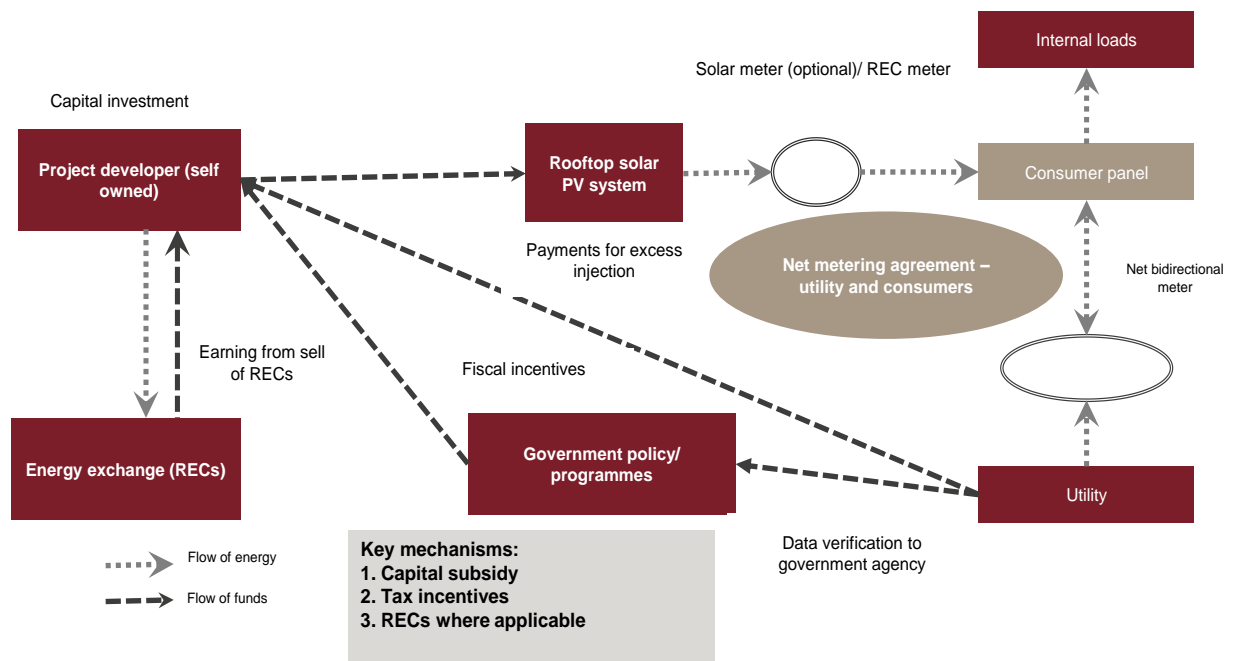 Internal loads
Solar meter (optional)/ REC meter
Capital investment
Project developer (self
owned)
Rooftop solar
PV system
Consumer panel
Payments for excess
injection
Net metering agreement –
utility and consumers
Net bidirectional
meter
Earning from sell
of RECs
Fiscal incentives
Energy exchange (RECs)
Government policy/
programmes
Utility
Flow of energy
Flow of funds
Key mechanisms:
1. Capital subsidy
2. Tax incentives
3. RECs where applicable
Data verification to
government agency